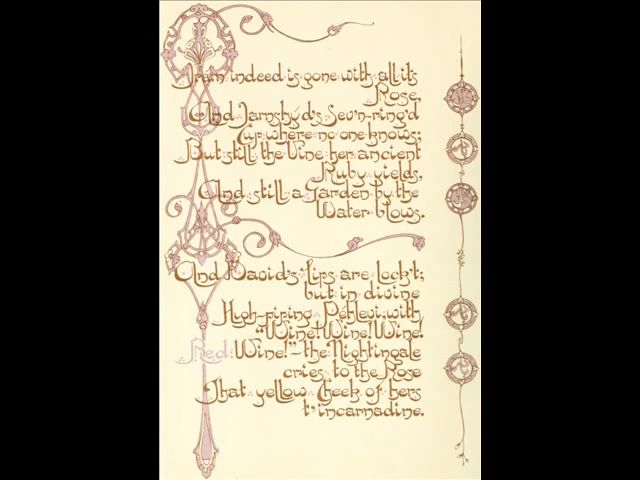 Iram indeed is gone with all its
Rose,
And Jamshyd's Sev'n-ring'd
Cup where no one knows;
But still the Vine her ancient
Ruby yields,
And still a Garden by the
Water blows.
And David's Lips are Lock't;
but in divine
High-piping Pehlevi, with
"Wine! Wine! Wine!
Red Wine!"—the Nightingale
cries to the Rose
That yellow Cheek of hers
t'incarnadine.